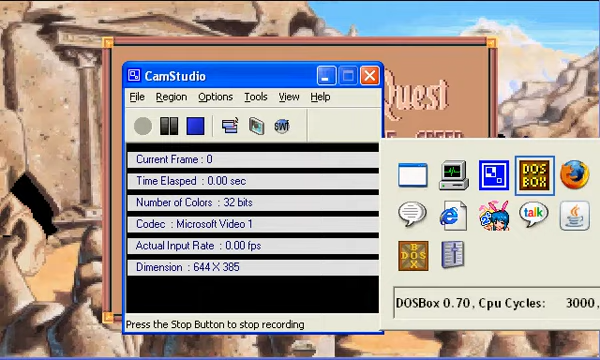 CamStudio
File Region Options Tools View Help
SWF
Current Frame : 0
Time Elasped : 0.00 sec
Number of Colors : 32 bits
Codec : Microsoft Video 1
Actual Input Rate : 0.00 fps
Dimension : 644 X 385
Press the Stop Button to stop recording
Quest
DOS
BOX
talk
DOSBox 0.70, Cpu Cycles: 3000,